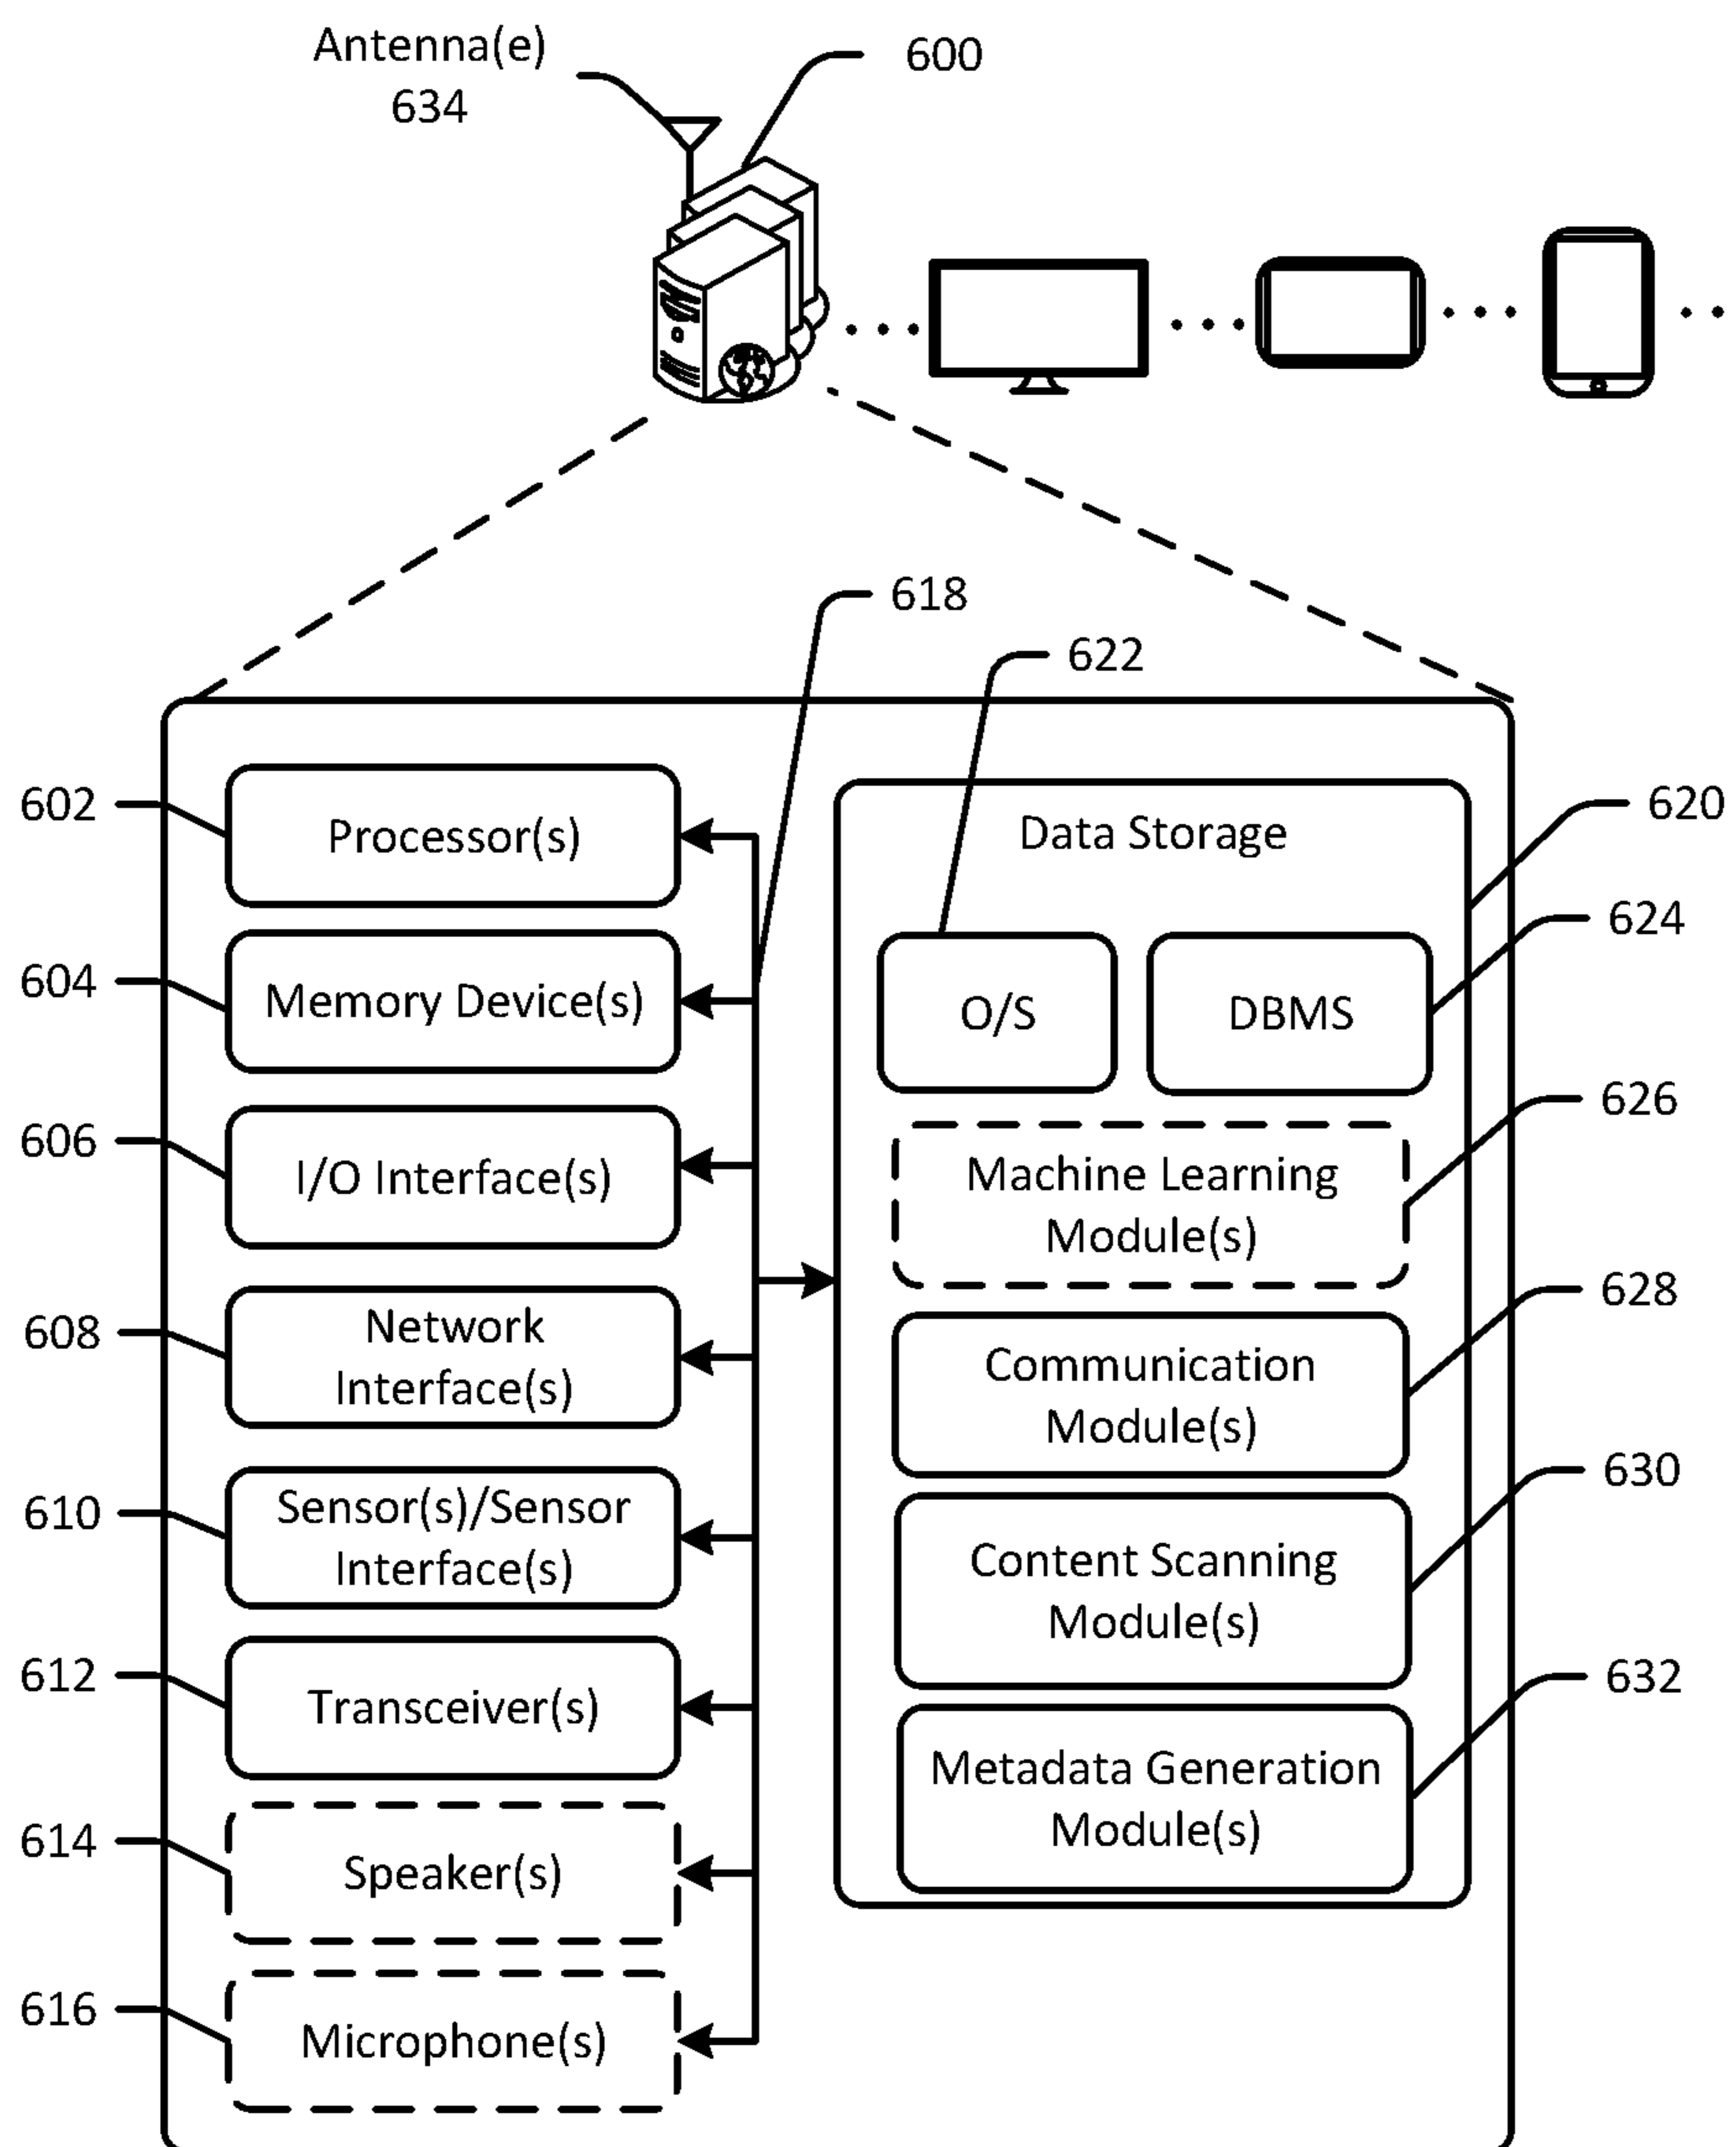 Antenna(e)
634
600
618
622
602
Processor(s)
604
Memory Device(s)
606
I/O Interface(s)
608
Network
Interface(s)
610
Sensor(s)/Sensor
Interface(s)
612
Transceiver(s)
614
Speaker(s)
616
Microphone(s)
Data Storage
620
O/S
DBMS
624
Machine Learning
Module(s)
626
Communication
Module(s)
628
Content Scanning
Module(s)
630
Metadata Generation
Module(s)
632